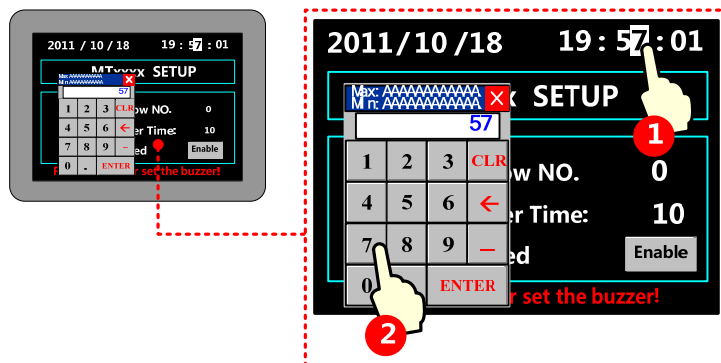 2011 / 10 / 18 19 : 57 : 01
MTxxxx SETUP
Max: AAAAAAAAAAA
Min: AAAAAAAAAAA X
57
1 2 3 CLR
ow NO. 0
4 5 6 ←
er Time: 10
7 8 9 –
ed Enable
0 . ENTER
r set the buzzer!
2011/10/18 19 : 57 : 01
x SETUP
Max: AAAAAAAAAAA
Min: AAAAAAAAAAA X
57
1
1 2 3 CLR
ow NO. 0
4 5 6 ←
er Time: 10
7 8 9 –
ed Enable
0 ENTER
r set the buzzer!
2